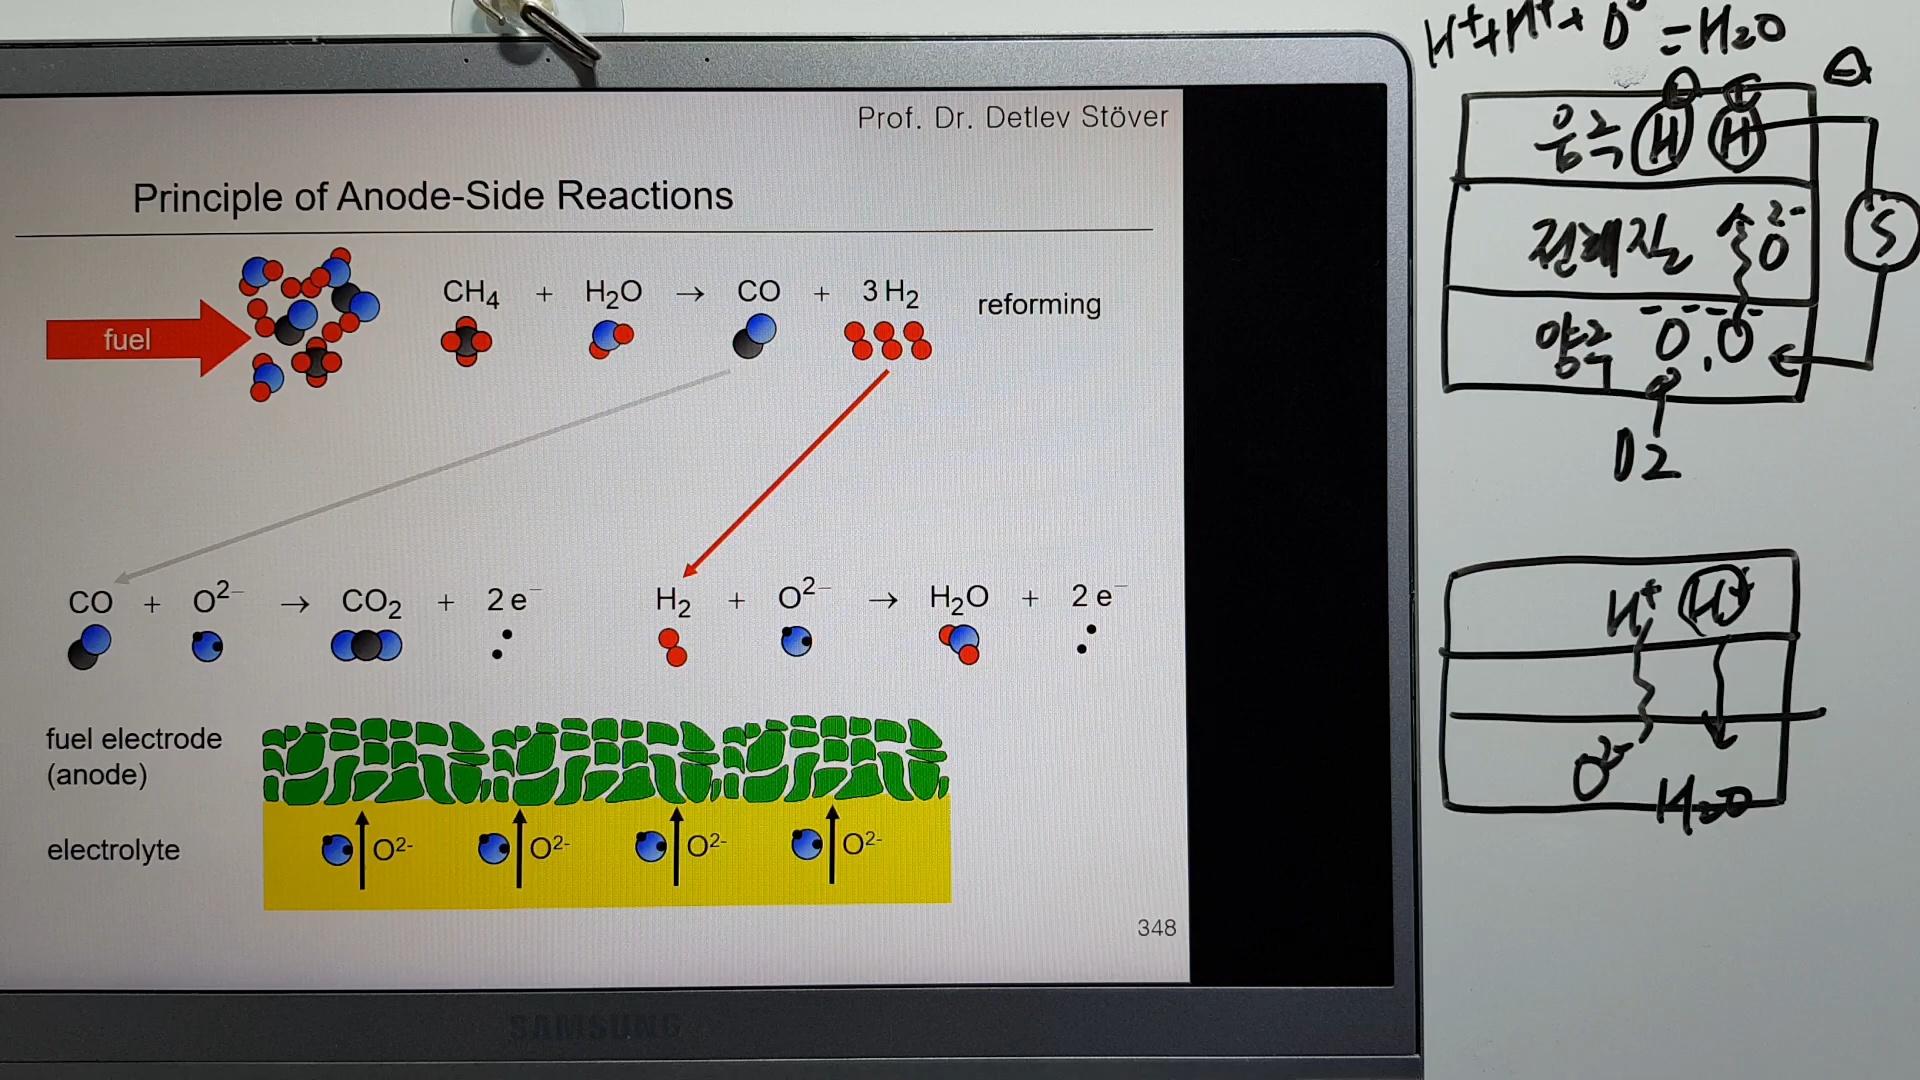 Prof. Dr. Detlev Stöver
Principle of Anode-Side Reactions
fuel
CH₄ + H₂O → CO + 3 H₂ reforming
CO + O²⁻ → CO₂ + 2 e⁻
H₂ + O²⁻ → H₂O + 2 e⁻
fuel electrode
(anode)
electrolyte
O²⁻ O²⁻ O²⁻ O²⁻
348
SAMSUNG
H⁺+H⁺+ O = H₂O
음극 H H
전해질 O²⁻
S
양극 O, O
O2
H⁺ H⁺
O²⁻
H₂O